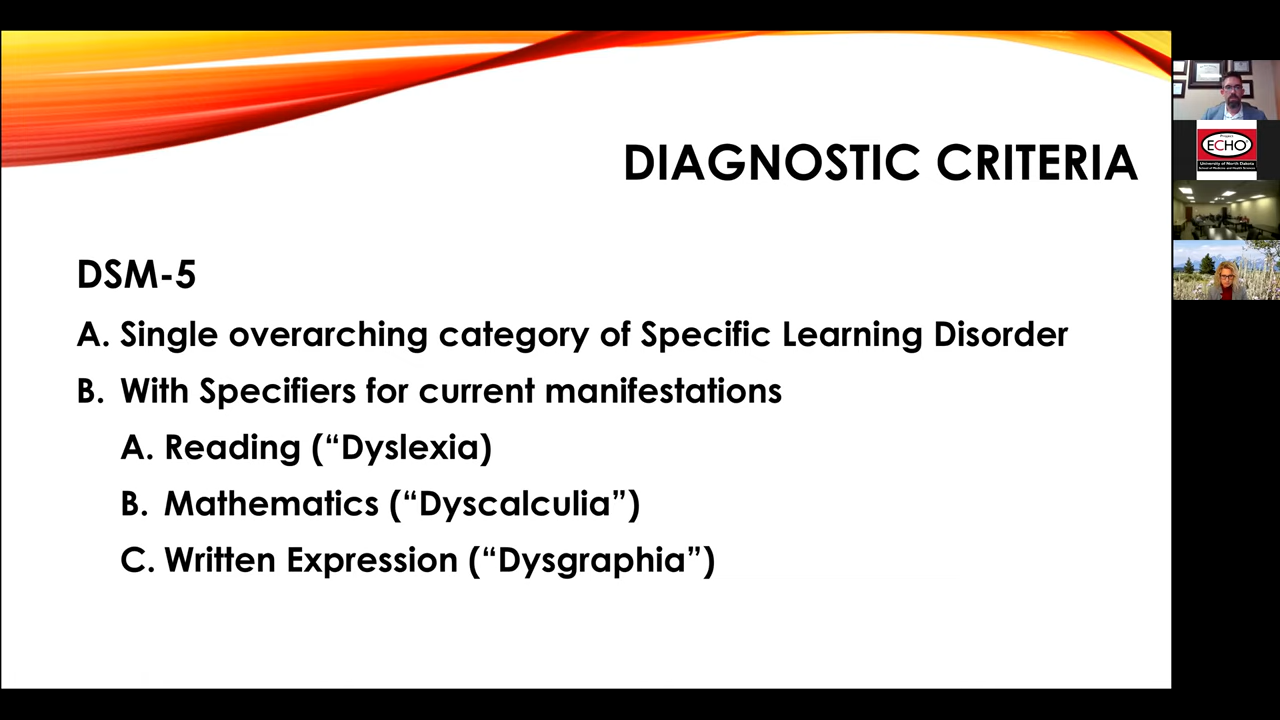 DIAGNOSTIC CRITERIA
DSM-5
A. Single overarching category of Specific Learning Disorder
B. With Specifiers for current manifestations
A. Reading (“Dyslexia)
B. Mathematics (“Dyscalculia”)
C. Written Expression (“Dysgraphia”)
Project
ECHO
University of North Dakota
School of Medicine and Health Sciences